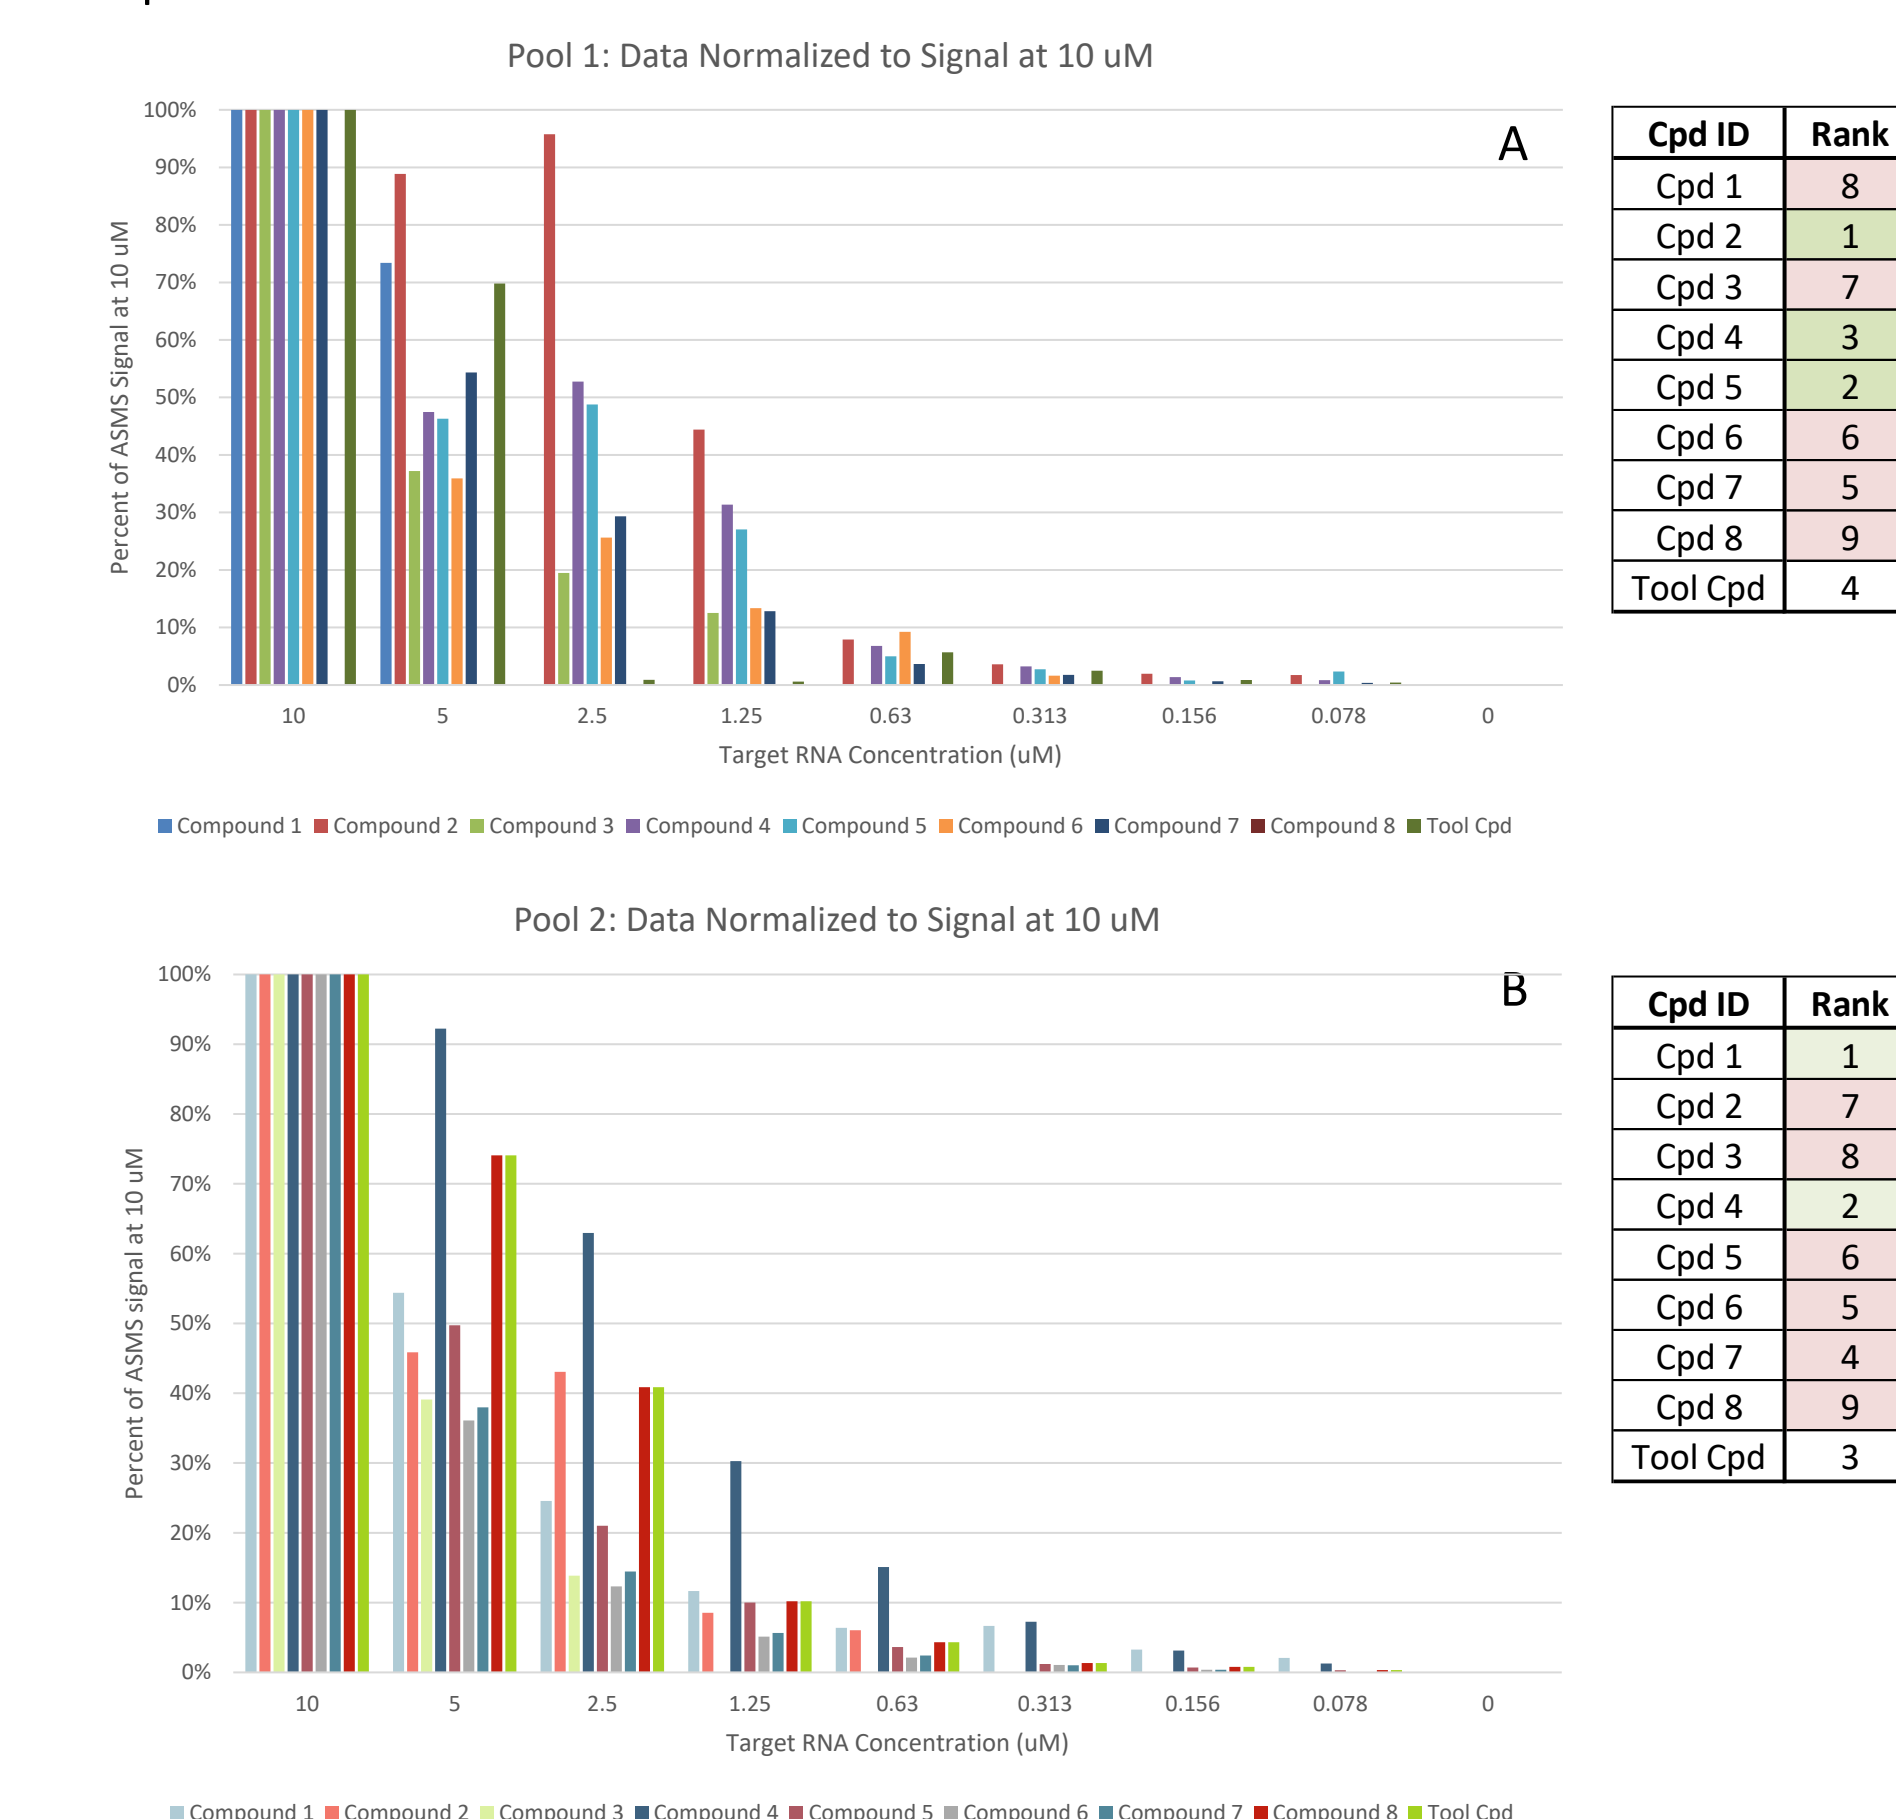 Pool 1: Data Normalized to Signal at 10 uM
A
Percent of ASMS Signal at 10 uM
100%
90%
80%
70%
60%
50%
40%
30%
20%
10%
0%
10 5 2.5 1.25 0.63 0.313 0.156 0.078 0
Target RNA Concentration (uM)
Compound 1 Compound 2 Compound 3 Compound 4 Compound 5 Compound 6 Compound 7 Compound 8 Tool Cpd
Cpd ID Rank
Cpd 1 8
Cpd 2 1
Cpd 3 7
Cpd 4 3
Cpd 5 2
Cpd 6 6
Cpd 7 5
Cpd 8 9
Tool Cpd 4
Pool 2: Data Normalized to Signal at 10 uM
B
Percent of ASMS signal at 10 uM
100%
90%
80%
70%
60%
50%
40%
30%
20%
10%
0%
10 5 2.5 1.25 0.63 0.313 0.156 0.078 0
Target RNA Concentration (uM)
Compound 1 Compound 2 Compound 3 Compound 4 Compound 5 Compound 6 Compound 7 Compound 8 Tool Cpd
Cpd ID Rank
Cpd 1 1
Cpd 2 7
Cpd 3 8
Cpd 4 2
Cpd 5 6
Cpd 6 5
Cpd 7 4
Cpd 8 9
Tool Cpd 3